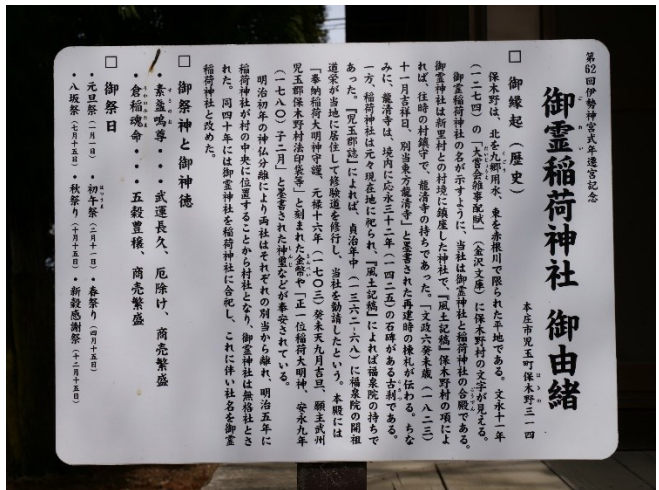 第62回伊勢神宮式年遷宮記念
御霊稲荷神社 御由緒
ごりょう
本庄市児玉町保木野三一四
ほきの
□ 御縁起(歴史)
保木野は、北を九郷用水、東を赤根川で限られた平地である。文永十一年
(一二七四)の「大嘗会雑事配賦」(金沢文庫)に保木野村の文字が見える。
御霊稲荷神社の名が示すように、当社は御霊神社と稲荷神社の合殿である。
御霊神社は新里村との村境に鎮座した神社で、『風土記稿』保木野村の項によ
れば、往時の村鎮守で、龍清寺の持ちであった。「文政六癸未歳(一八二三)
十一月吉祥日、別当東方龍清寺」と墨書された再建時の棟札が伝わる。ちな
みに、龍清寺は、境内に応永三十二年(一四二五)の石碑がある古刹である。
一方、稲荷神社は元々現在地に祀られ、『風土記稿』によれば福泉院の持ちで
あった。『児玉郡誌』によれば、貞治年中(一三六二-六八)に福泉院の開祖
道栄が当地に居住して修験道を修行し、当社を勧請したという。本殿には
「奉納稲荷大明神守護、元禄十六年(一七〇三)癸未天九月吉旦、願主武州
児玉郡保木野村法印袋等」と刻まれた金幣や「正一位稲荷大明神、安永九年
(一七八〇)子二月」と墨書された神璽などが奉安されている。
明治初年の神仏分離により両社はそれぞれの別当から離れ、明治五年に
稲荷神社が村の中央に位置することから村社となり、御霊神社は無格社とさ
れた。同四十年には御霊神社を稲荷神社に合祀し、これに伴い社名を御霊
稲荷神社と改めた。
□ 御祭神と御神徳
・素盞嗚尊・・・武運長久、厄除け、商売繁盛
・倉稲魂命・・・五穀豊穣、商売繁盛
□ 御祭日
・元旦祭(一月一日)・初午祭(二月十一日)・春祭り(四月十五日)
・八坂祭(七月十五日)・秋祭り(十月十五日)・新穀感謝祭(十二月十五日)